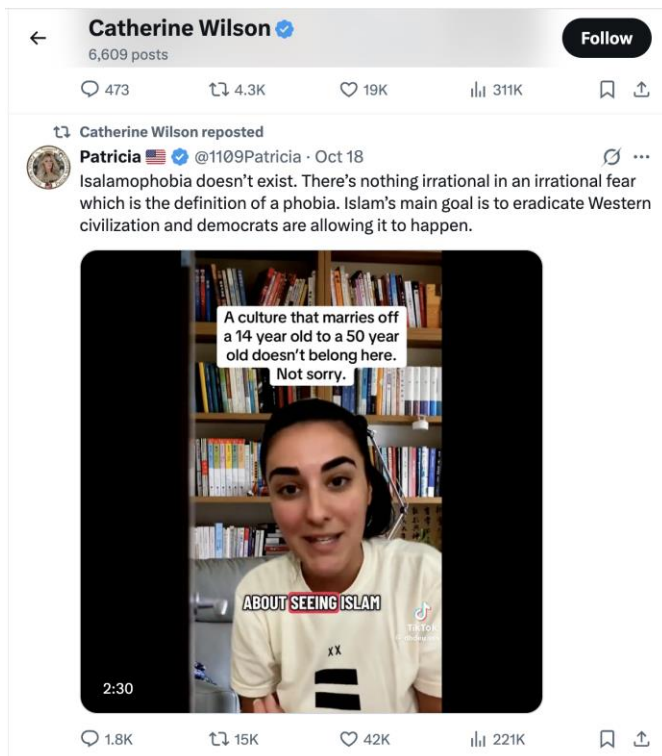 Catherine Wilson
Follow
6,609 posts
473 4.3K 19K 311K
Catherine Wilson reposted
Patricia @1109Patricia · Oct 18
Isalamophobia doesn’t exist. There’s nothing irrational in an irrational fear
which is the definition of a phobia. Islam’s main goal is to eradicate Western
civilization and democrats are allowing it to happen.
A culture that marries off
a 14 year old to a 50 year
old doesn’t belong here.
Not sorry.
ABOUT SEEING ISLAM
TikTok
XX
2:30
1.8K 15K 42K 221K